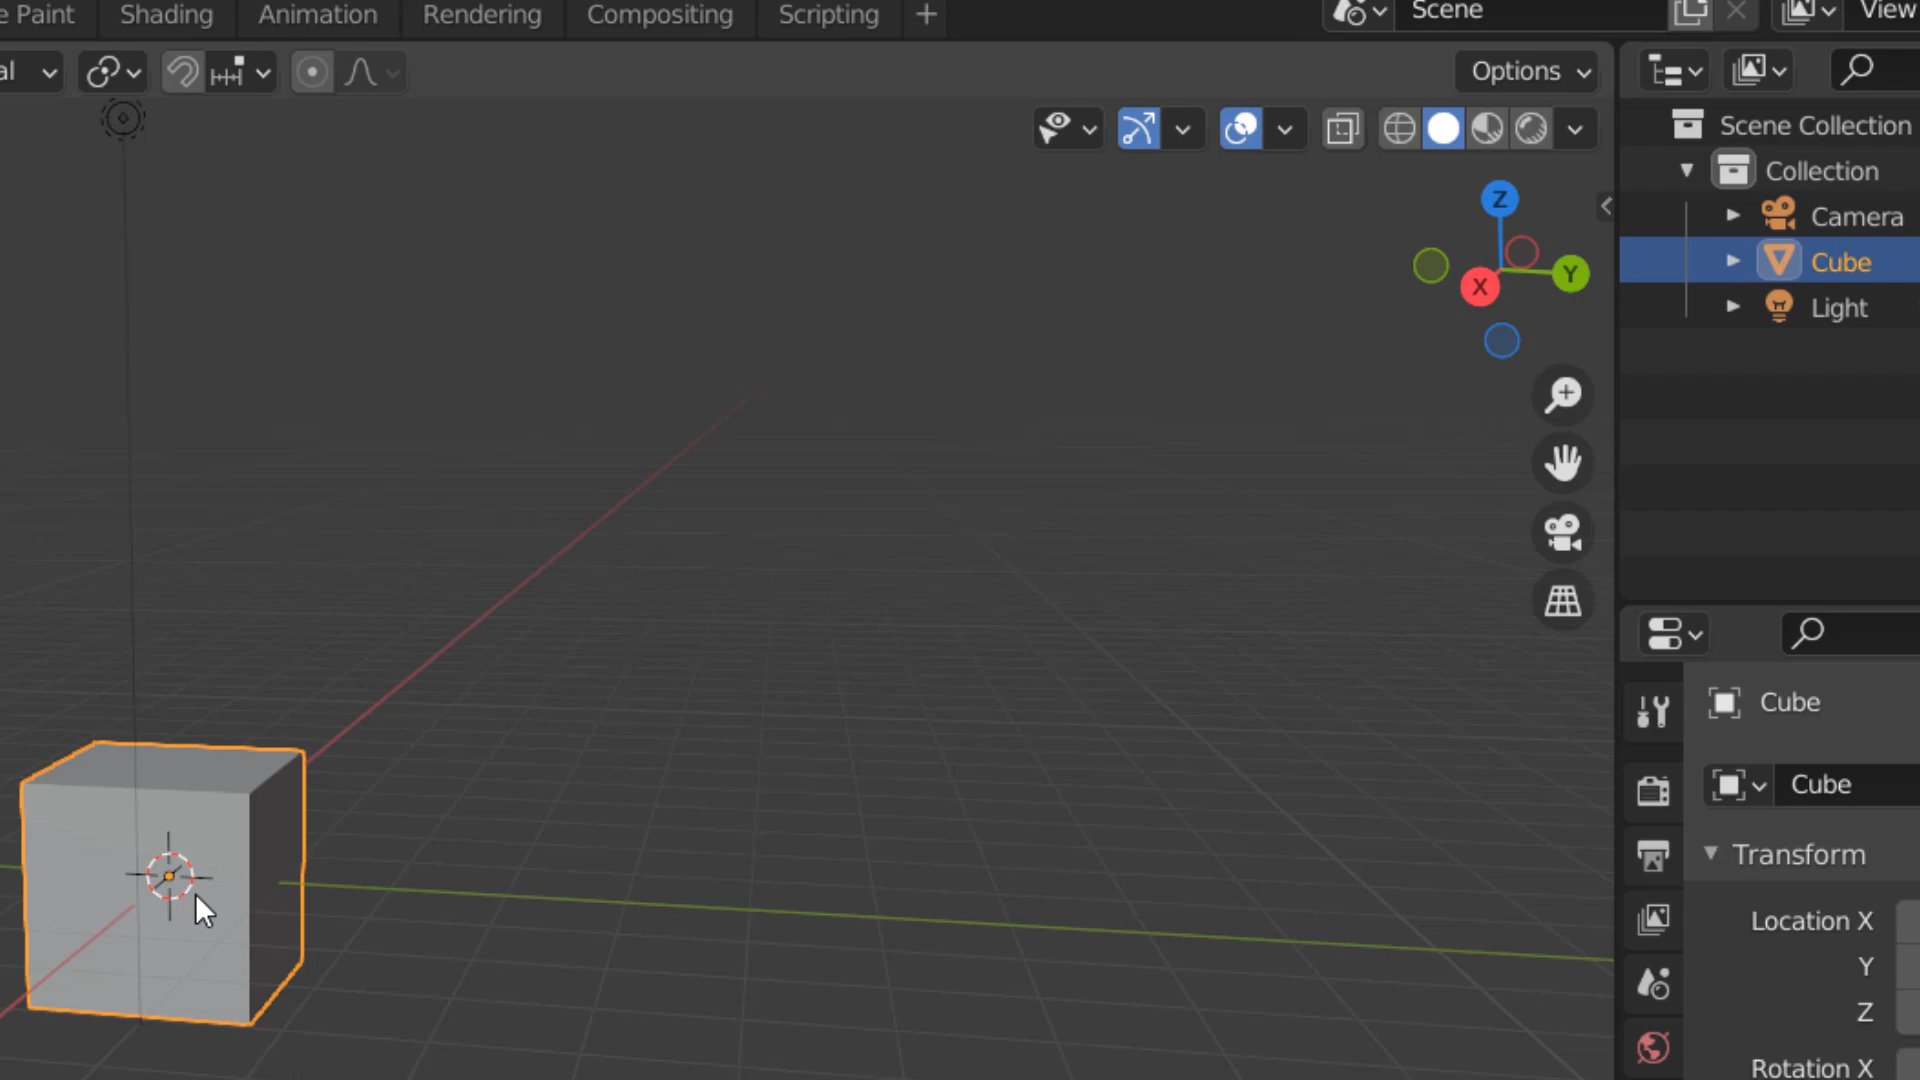 e Paint Shading Animation Rendering Compositing Scripting +
Scene
View
al
Options
Scene Collection
Collection
Camera
Cube
Light
Z
Y
X
Cube
Cube
Transform
Location X
Y
Z
Rotation X